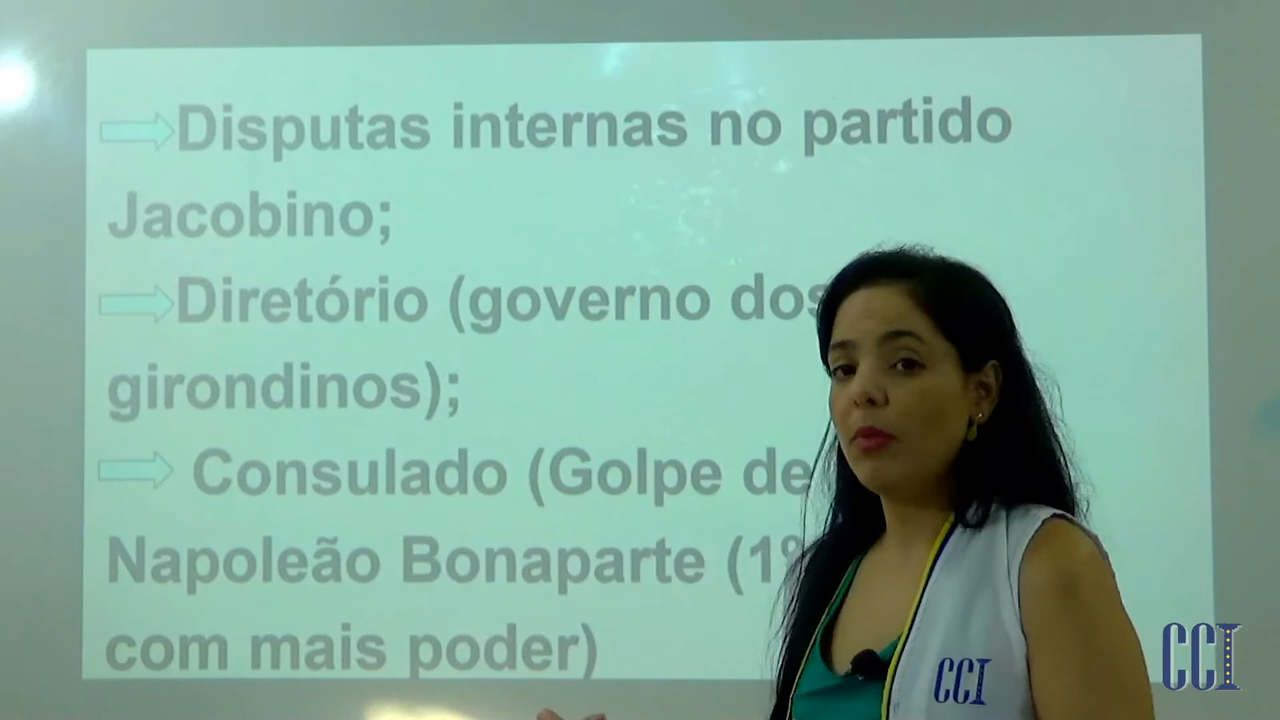 Disputas internas no partido
Jacobino;
Diretório (governo dos
girondinos);
Consulado (Golpe de
Napoleão Bonaparte (1º
com mais poder)
CCI
CCI